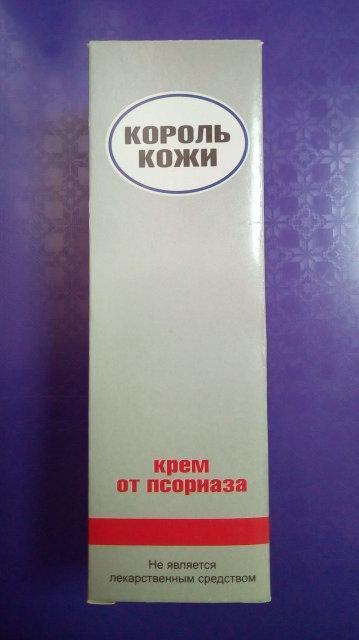 КОРОЛЬ
КОЖИ
крем
от псориаза
Не является
лекарственным средством